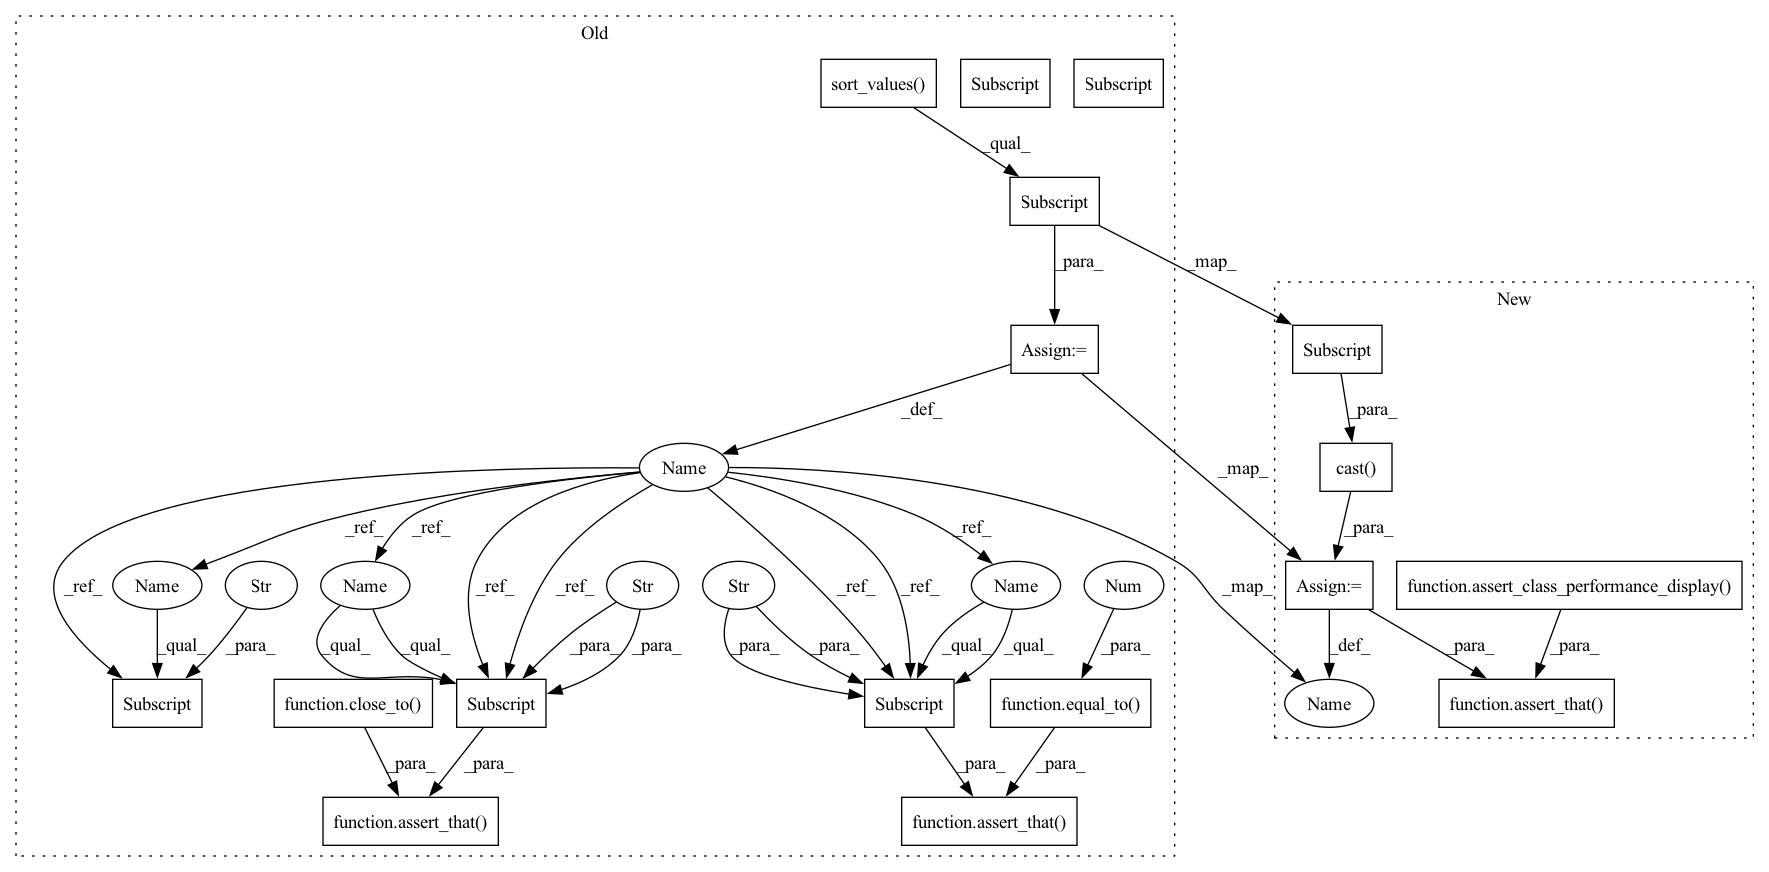 Old
sort_values()
Subscript
Subscript
_qual_
Subscript
_para_
_map_
New
Assign:=
Subscript
_def_
_para_
Name
_map_
cast()
_ref_
_ref_
_ref_
_ref_
_ref_
_ref_
_ref_
_ref_
_map_
_para_
Name
Str
Name
Str
Str
Name
Num
Assign:=
function.assert_class_performance_display()
_qual_
_para_
_qual_
_qual_
_para_
_para_
_para_
_para_
_qual_
_qual_
_para_
_def_
_para_
_para_
Subscript
function.close_to()
Subscript
Subscript
function.equal_to()
Name
function.assert_that()
_para_
_para_
_para_
_para_
function.assert_that()
function.assert_that()